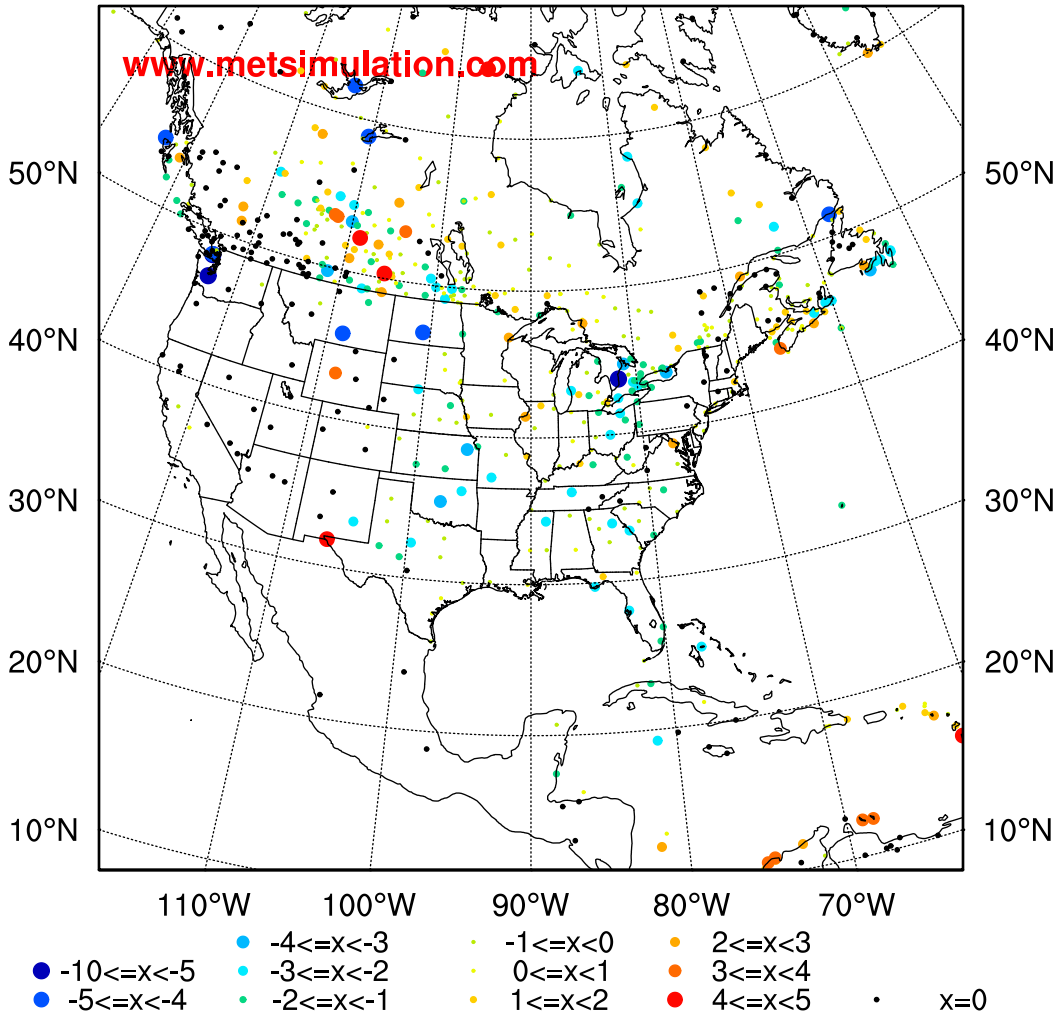 www.metsimulation.com
50°N 50°N
40°N 40°N
30°N 30°N
20°N 20°N
10°N 10°N
110°W 100°W 90°W 80°W 70°W
-4<=x<-3 -1<=x<0 2<=x<3
-10<=x<-5 -3<=x<-2 0<=x<1 3<=x<4
-5<=x<-4 -2<=x<-1 1<=x<2 4<=x<5 x=0